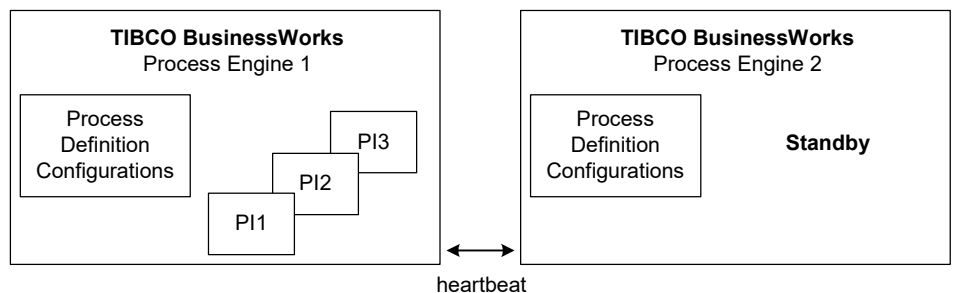 TIBCO BusinessWorks
Process Engine 1
Process
Definition
Configurations
PI3
PI2
PI1
TIBCO BusinessWorks
Process Engine 2
Process
Definition
Configurations
Standby
heartbeat